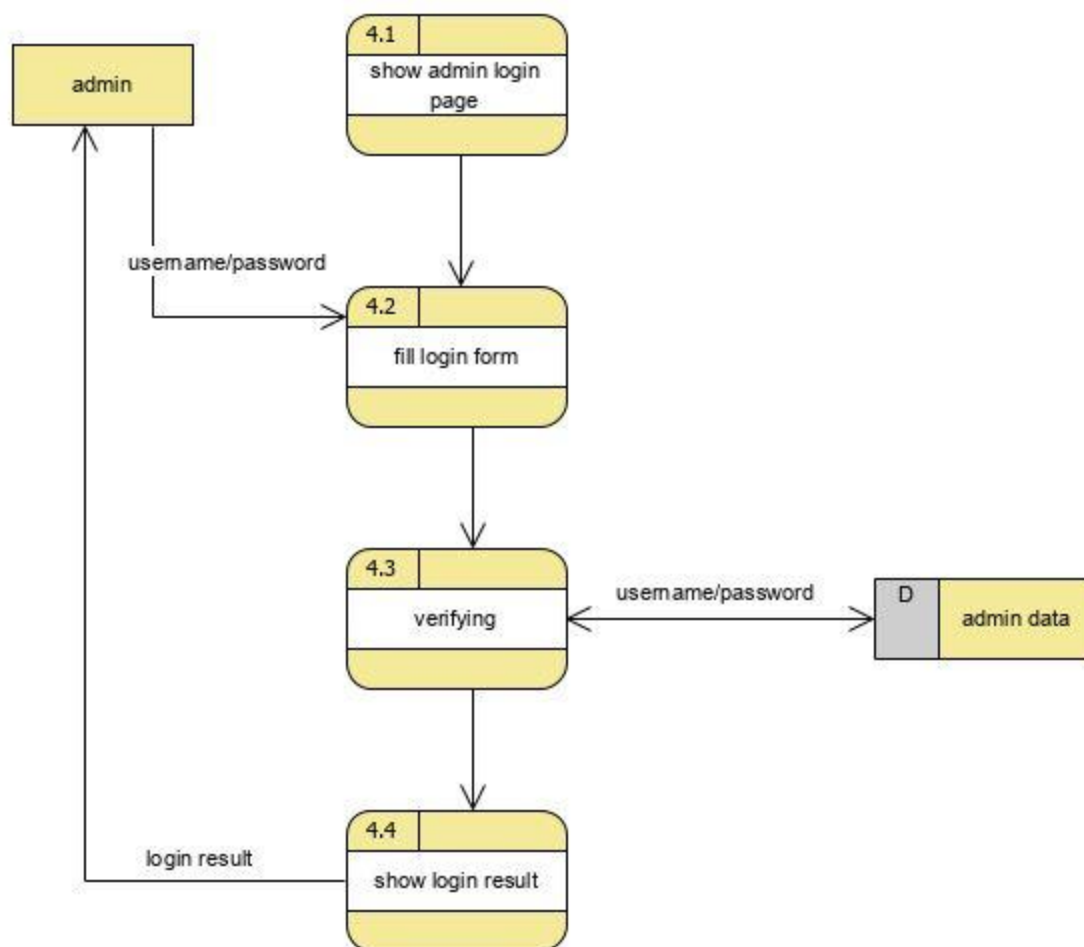 4.1
admin
show admin login
page
username/password
4.2
fill login form
4.3
verifying
username/password
D
admin data
4.4
login result
show login result